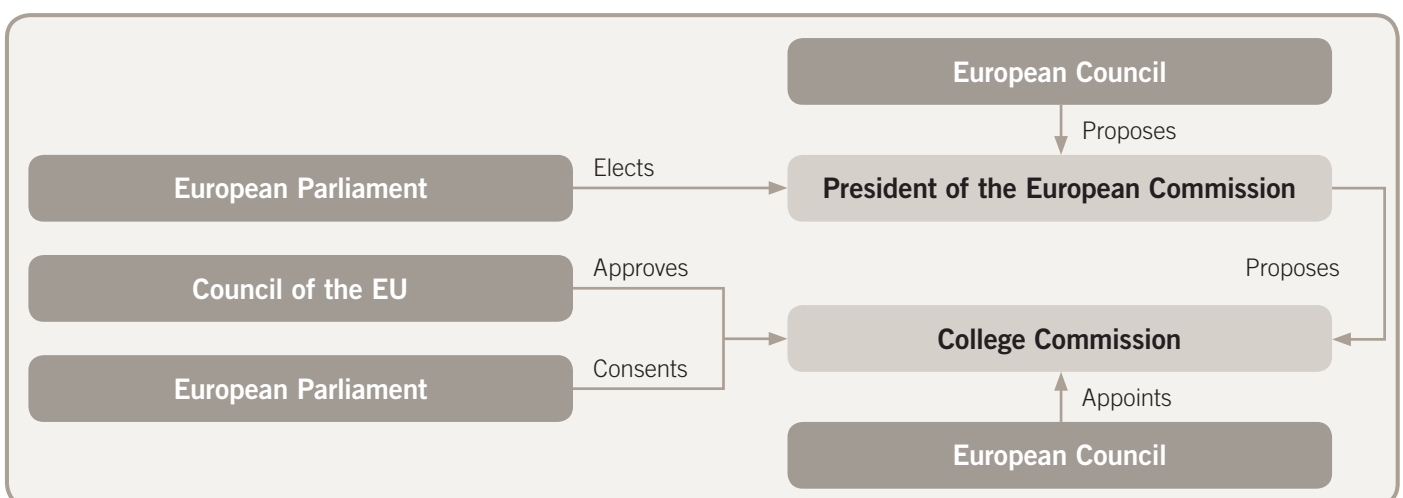 European Council
Proposes
European Parliament
Elects
President of the European Commission
Council of the EU
Approves
Proposes
College Commission
European Parliament
Consents
Appoints
European Council